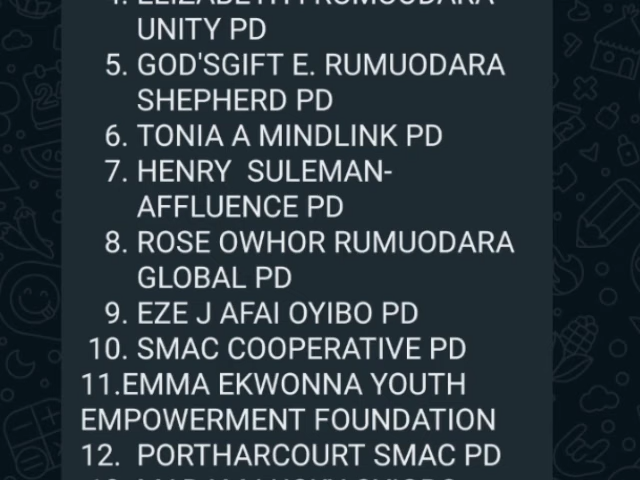 UNITY PD
5. GOD'SGIFT E. RUMUODARA
SHEPHERD PD
6. TONIA A MINDLINK PD
7. HENRY  SULEMAN-
AFFLUENCE PD
8. ROSE OWHOR RUMUODARA
GLOBAL PD
9. EZE J AFAI OYIBO PD
10. SMAC COOPERATIVE PD
11.EMMA EKWONNA YOUTH
EMPOWERMENT FOUNDATION
12.  PORTHARCOURT SMAC PD